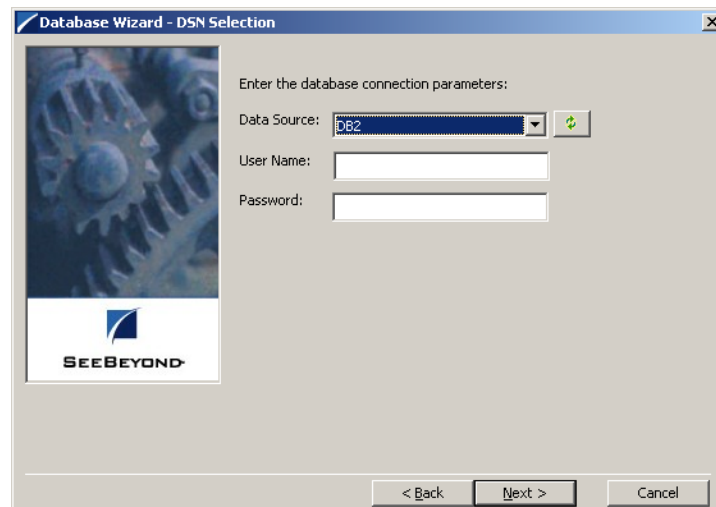 Database Wizard - DSN Selection
Enter the database connection parameters:
Data Source: DB2
User Name:
Password:
SEEBEYOND
< Back Next > Cancel